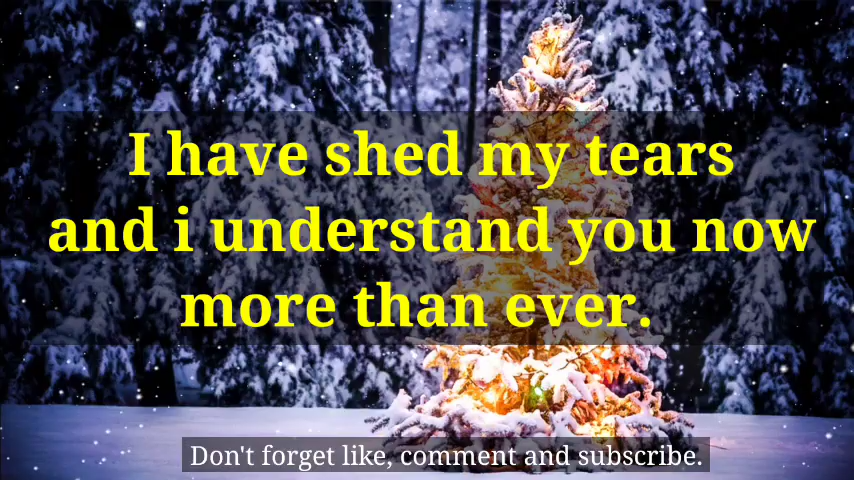 I have shed my tears
and i understand you now
more than ever.
Don't forget like, comment and subscribe.